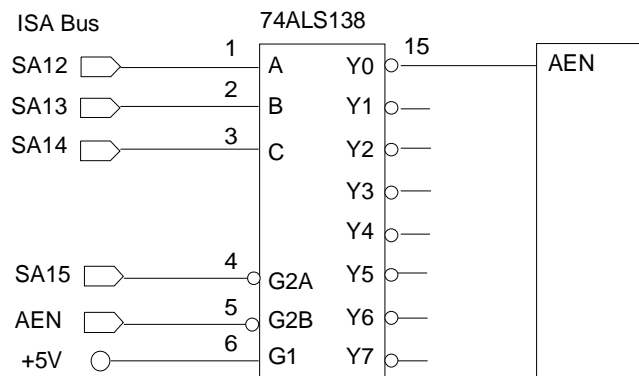 ISA Bus
74ALS138
SA12
1
A
Y0
15
AEN
SA13
2
B
Y1
SA14
3
C
Y2
Y3
Y4
SA15
4
G2A
Y5
AEN
5
G2B
Y6
+5V
6
G1
Y7